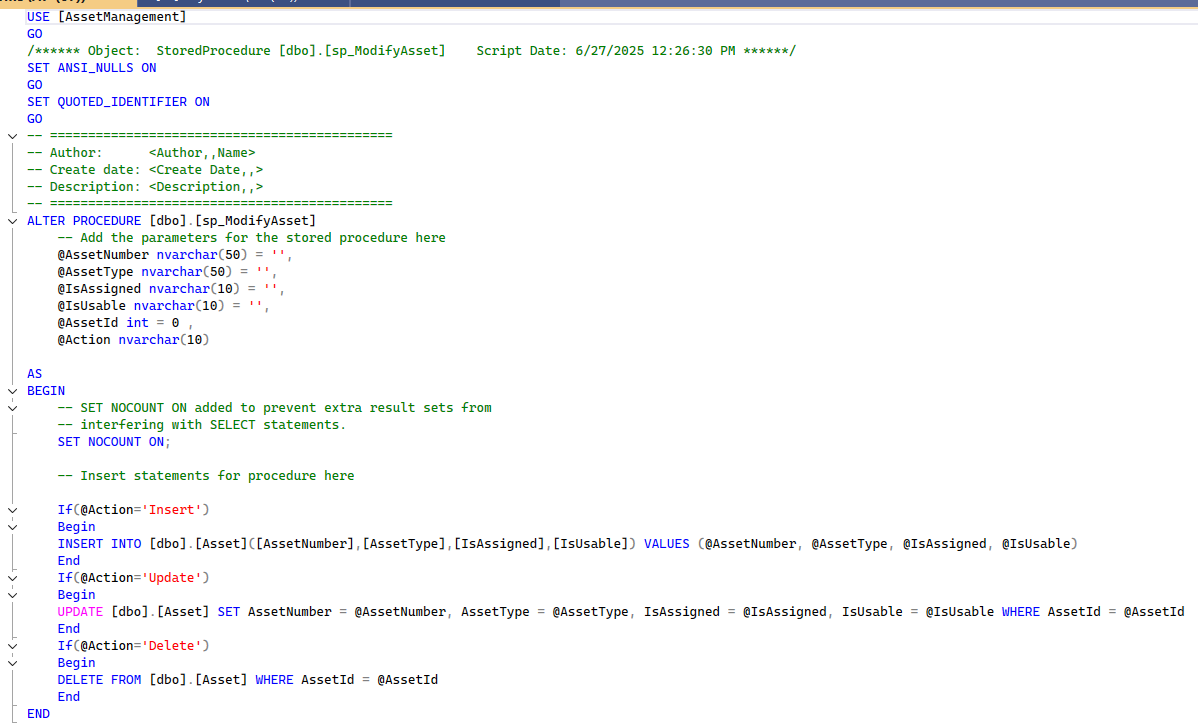 USE [AssetManagement]
GO
/****** Object:  StoredProcedure [dbo].[sp_ModifyAsset]    Script Date: 6/27/2025 12:26:30 PM ******/
SET ANSI_NULLS ON
GO
SET QUOTED_IDENTIFIER ON
GO
-- =============================================
-- Author:      <Author,,Name>
-- Create date: <Create Date,,>
-- Description: <Description,,>
-- =============================================
ALTER PROCEDURE [dbo].[sp_ModifyAsset]
    -- Add the parameters for the stored procedure here
    @AssetNumber nvarchar(50) = '',
    @AssetType nvarchar(50) = '',
    @IsAssigned nvarchar(10) = '',
    @IsUsable nvarchar(10) = '',
    @AssetId int = 0 ,
    @Action nvarchar(10)
AS
BEGIN
    -- SET NOCOUNT ON added to prevent extra result sets from
    -- interfering with SELECT statements.
    SET NOCOUNT ON;
    -- Insert statements for procedure here
    If(@Action='Insert')
    Begin
    INSERT INTO [dbo].[Asset]([AssetNumber],[AssetType],[IsAssigned],[IsUsable]) VALUES (@AssetNumber, @AssetType, @IsAssigned, @IsUsable)
    End
    If(@Action='Update')
    Begin
    UPDATE [dbo].[Asset] SET AssetNumber = @AssetNumber, AssetType = @AssetType, IsAssigned = @IsAssigned, IsUsable = @IsUsable WHERE AssetId = @AssetId
    End
    If(@Action='Delete')
    Begin
    DELETE FROM [dbo].[Asset] WHERE AssetId = @AssetId
    End
END